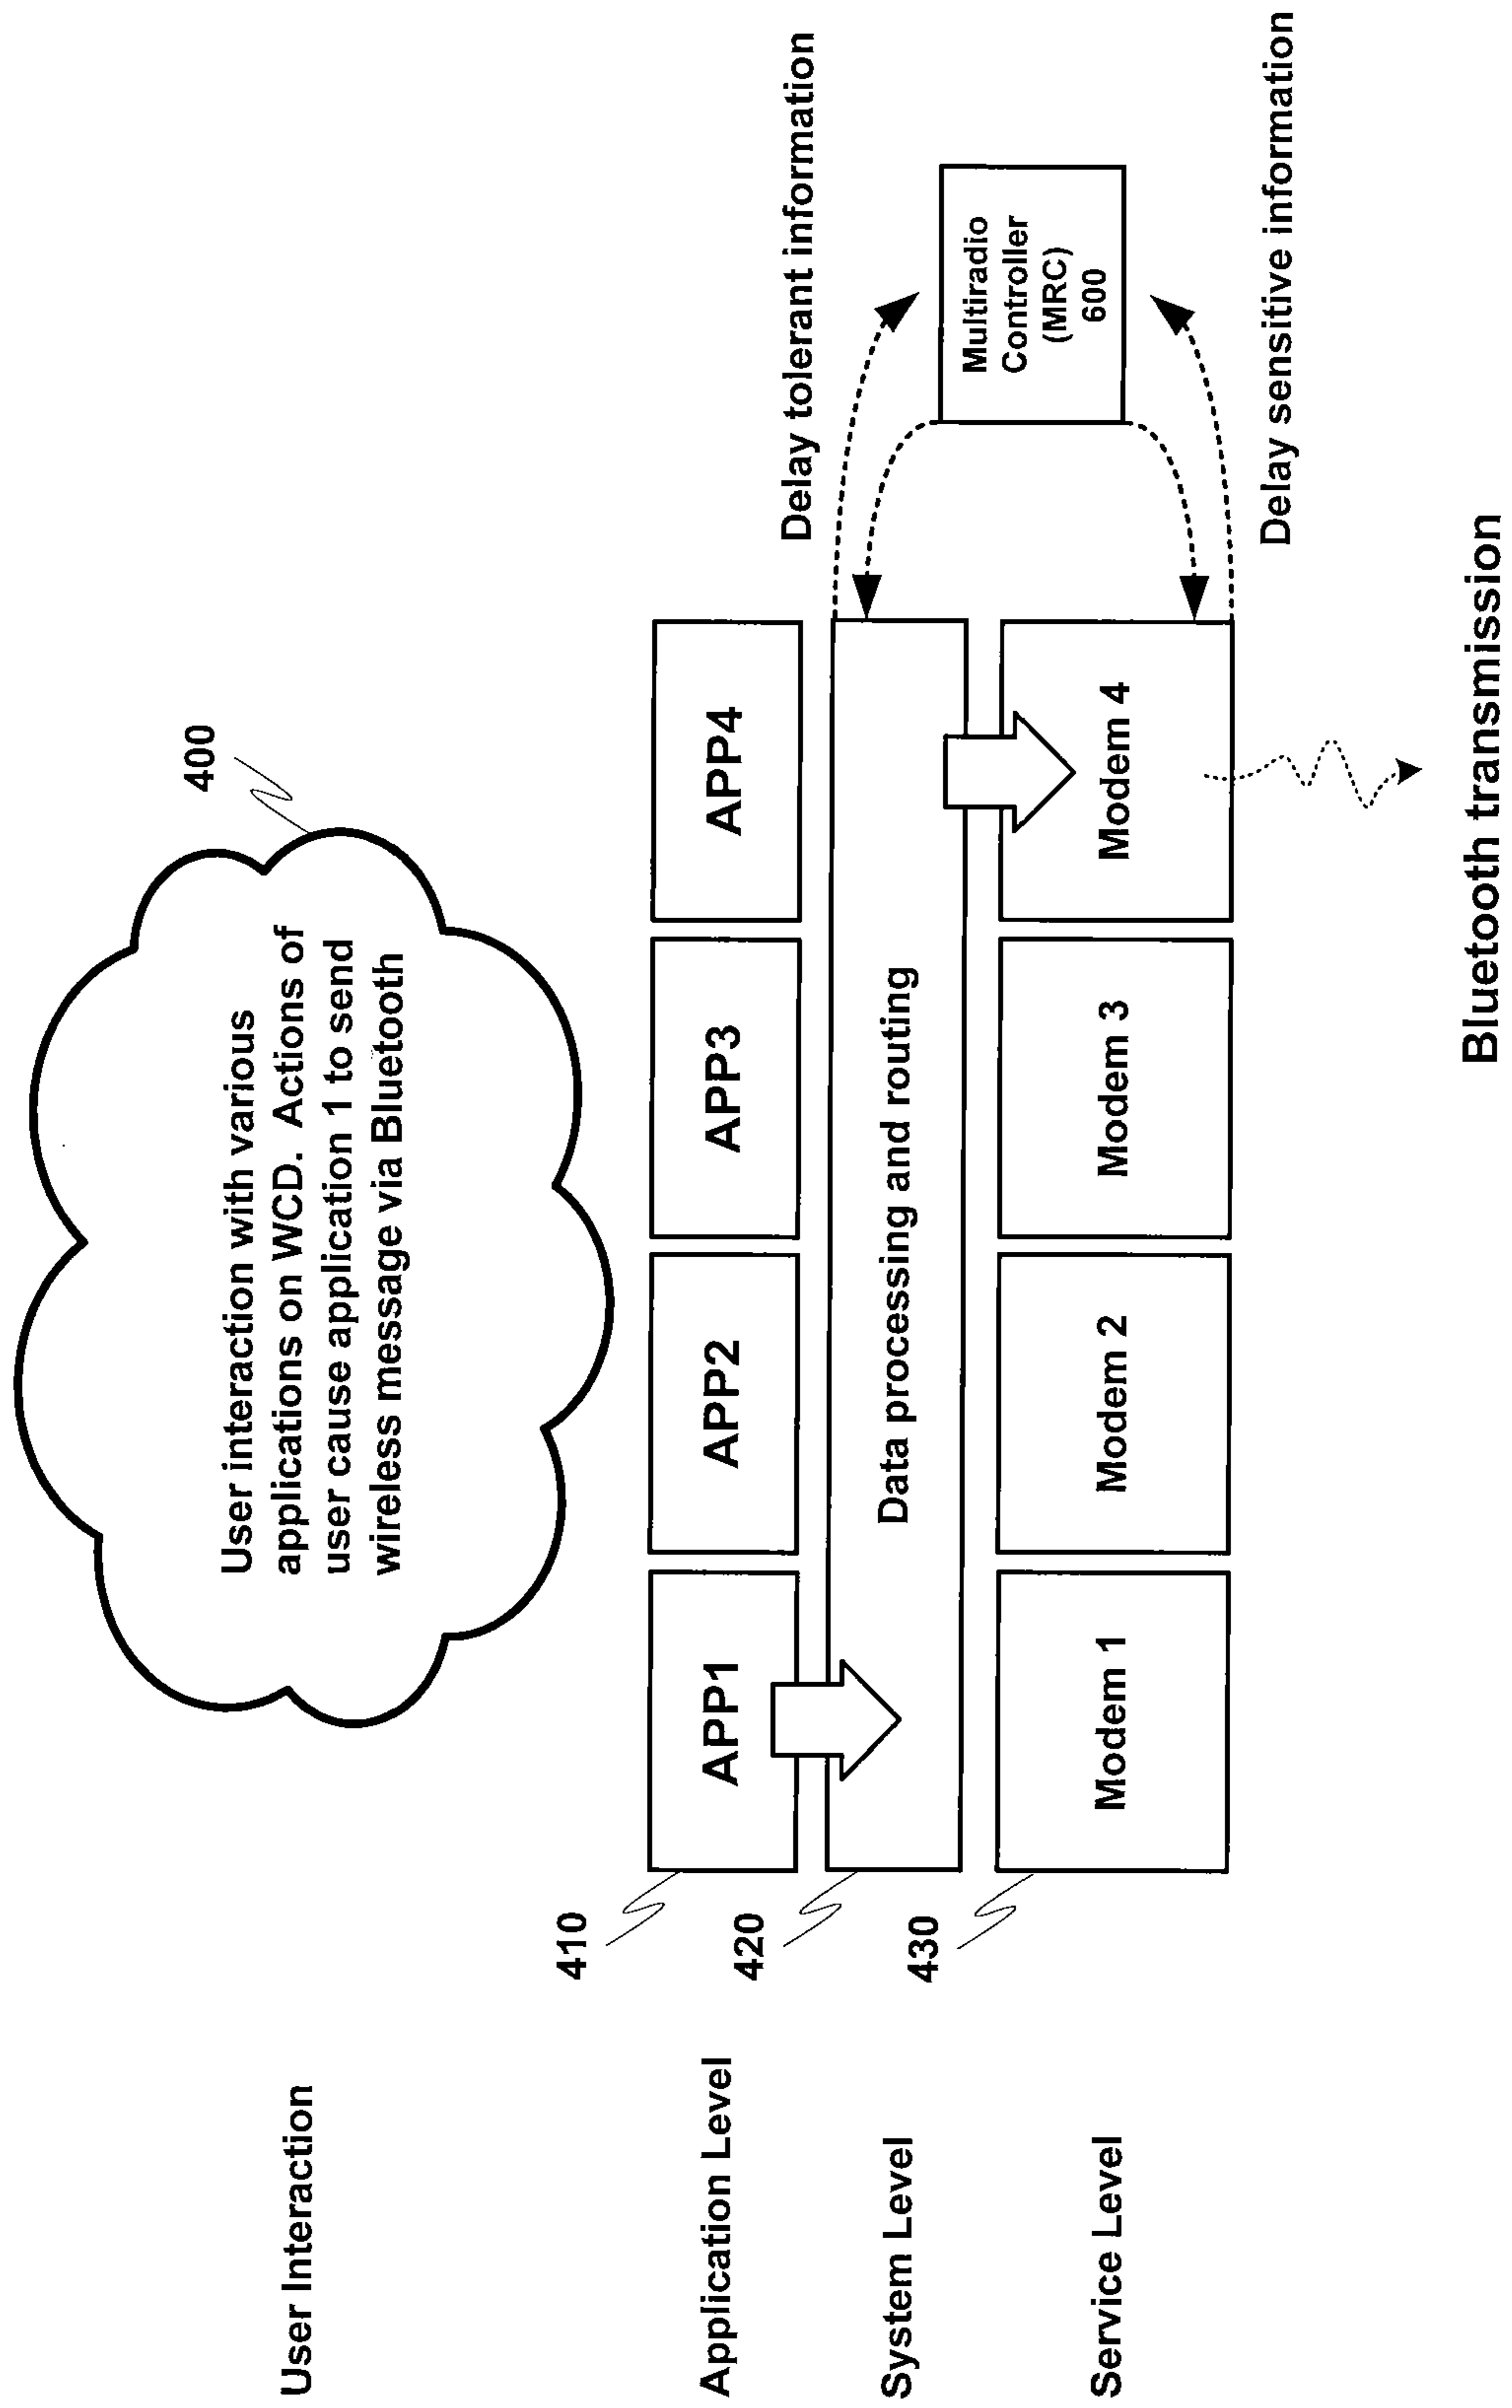 User Interaction
400
User interaction with various
applications on WCD. Actions of
user cause application 1 to send
wireless message via Bluetooth
410
Application Level
APP1
APP2
APP3
APP4
Delay tolerant information
420
System Level
Data processing and routing
Multiradio
Controller
(MRC)
600
430
Service Level
Modem 1
Modem 2
Modem 3
Modem 4
Delay sensitive information
Bluetooth transmission